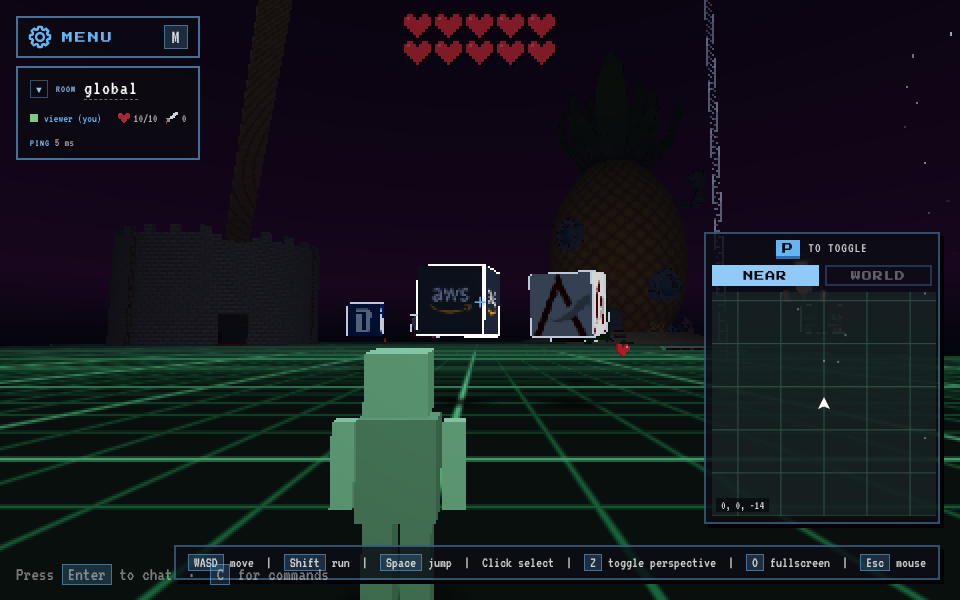 MENU M
▼ ROOM global
viewer (you) 10/10 0
PING 5 ms
P TO TOGGLE
NEAR WORLD
D aws A
0, 0, -14
WASD move | Shift run | Space jump | Click select | Z toggle perspective | O fullscreen | Esc mouse
Press Enter to chat · C for commands